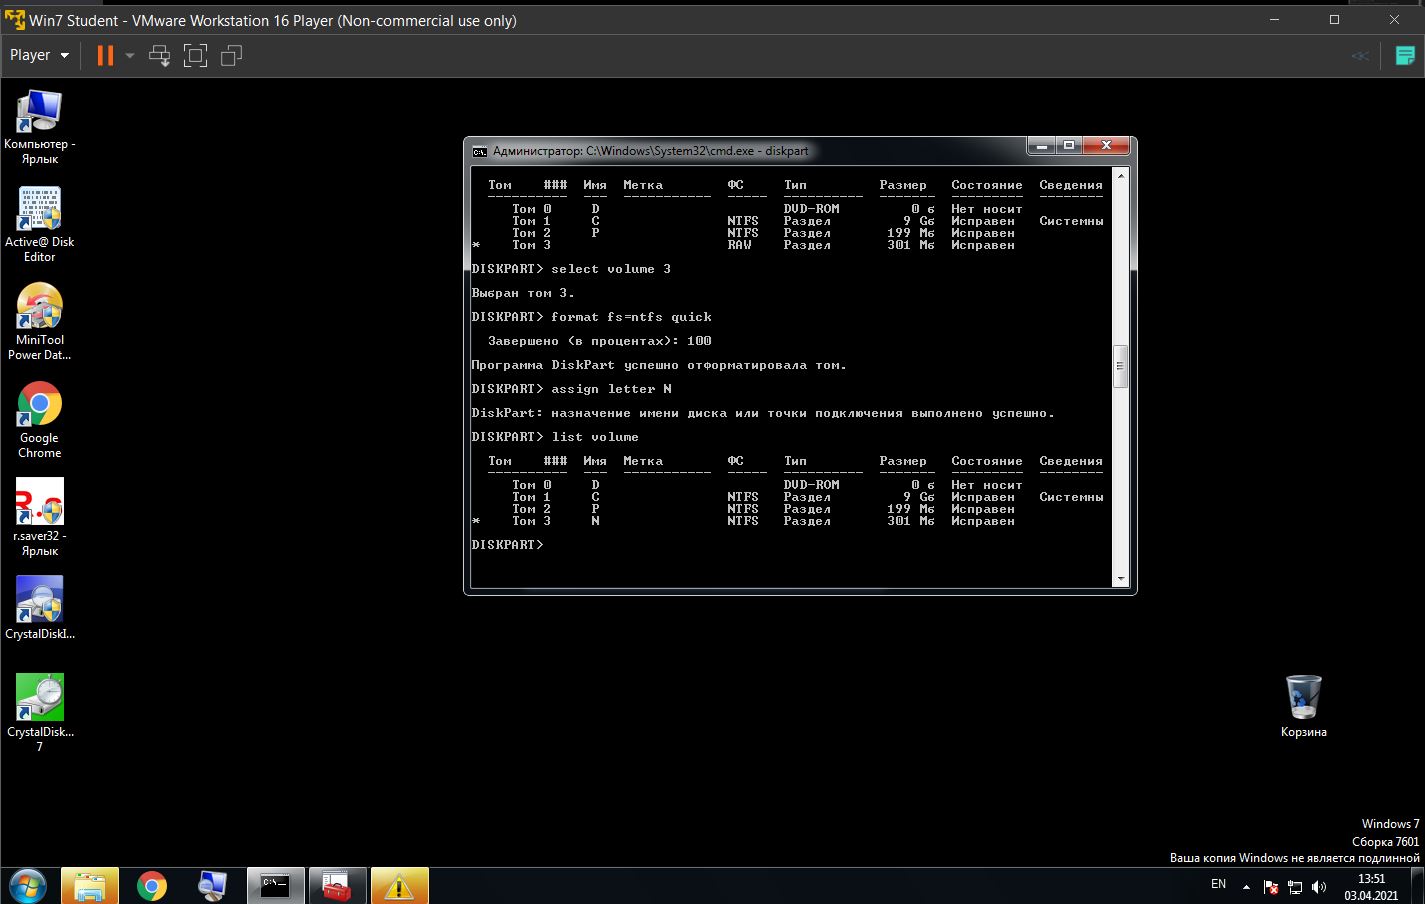 Win7 Student - VMware Workstation 16 Player (Non-commercial use only)
Player
Компьютер -
Ярлык
Active@ Disk
Editor
MiniTool
Power Dat...
Google
Chrome
R.s
r.saver32 -
Ярлык
CrystalDiskI...
CrystalDisk...
7
Администратор: C:\Windows\System32\cmd.exe - diskpart
Том ### Имя Метка ФС Тип Размер Состояние Сведения
---------- --- ----------- ----- ---------- ------- --------- --------
Том 0 D DVD-ROM 0 б Нет носит
Том 1 C NTFS Раздел 9 Gб Исправен Системны
Том 2 P NTFS Раздел 199 Мб Исправен
* Том 3 RAW Раздел 301 Мб Исправен
DISKPART> select volume 3
Выбран том 3.
DISKPART> format fs=ntfs quick
Завершено (в процентах): 100
Программа DiskPart успешно отформатировала том.
DISKPART> assign letter N
DiskPart: назначение имени диска или точки подключения выполнено успешно.
DISKPART> list volume
Том ### Имя Метка ФС Тип Размер Состояние Сведения
---------- --- ----------- ----- ---------- ------- --------- --------
Том 0 D DVD-ROM 0 б Нет носит
Том 1 C NTFS Раздел 9 Gб Исправен Системны
Том 2 P NTFS Раздел 199 Мб Исправен
* Том 3 N NTFS Раздел 301 Мб Исправен
DISKPART>
Корзина
Windows 7
Сборка 7601
Ваша копия Windows не является подлинной
EN
13:51
03.04.2021